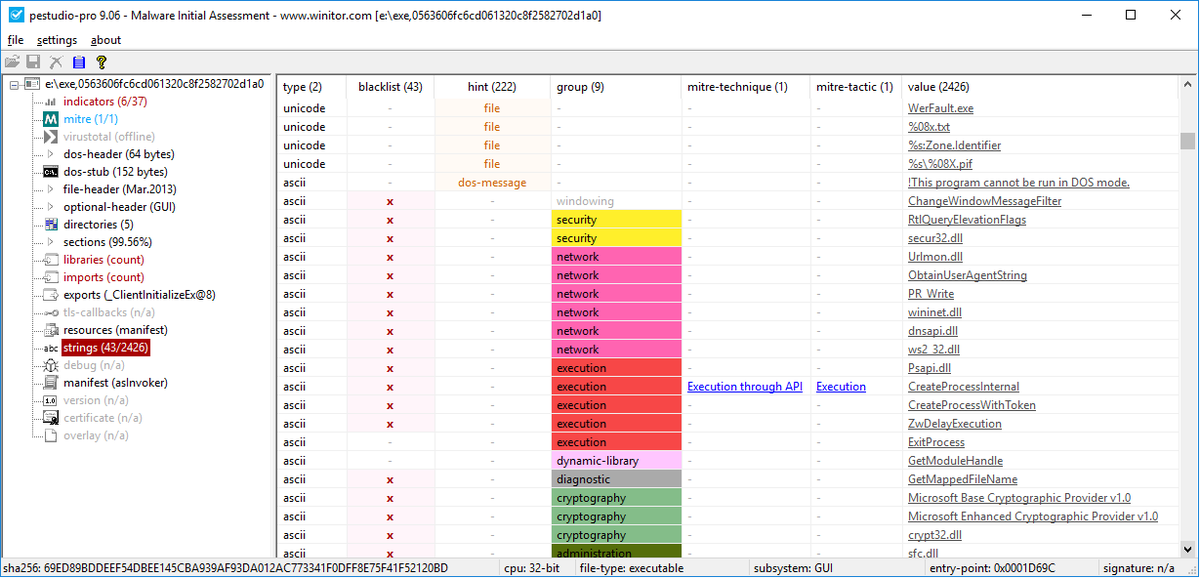 pestudio-pro 9.06 - Malware Initial Assessment - www.winitor.com [e:\exe,0563606fc6cd061320c8f2582702d1a0]
file settings about
e:\exe,0563606fc6cd061320c8f2582702d1a0
indicators (6/37)
M mitre (1/1)
virustotal (offline)
dos-header (64 bytes)
C:\. dos-stub (152 bytes)
file-header (Mar.2013)
optional-header (GUI)
directories (5)
sections (99.56%)
libraries (count)
imports (count)
exports (_ClientInitializeEx@8)
tls-callbacks (n/a)
resources (manifest)
abc strings (43/2426)
debug (n/a)
manifest (asInvoker)
1.0 version (n/a)
certificate (n/a)
overlay (n/a)
type (2) blacklist (43) hint (222) group (9) mitre-technique (1) mitre-tactic (1) value (2426)
unicode - file - - - WerFault.exe
unicode - file - - - %08x.txt
unicode - file - - - %s:Zone.Identifier
unicode - file - - - %s\%08X.pif
ascii - dos-message - - - !This program cannot be run in DOS mode.
ascii x - windowing - - ChangeWindowMessageFilter
ascii x - security - - RtlQueryElevationFlags
ascii x - security - - secur32.dll
ascii x - network - - Urlmon.dll
ascii x - network - - ObtainUserAgentString
ascii x - network - - PR_Write
ascii x - network - - wininet.dll
ascii x - network - - dnsapi.dll
ascii x - network - - ws2_32.dll
ascii x - execution - - Psapi.dll
ascii x - execution Execution through API Execution CreateProcessInternal
ascii x - execution - - CreateProcessWithToken
ascii x - execution - - ZwDelayExecution
ascii - - execution - - ExitProcess
ascii - - dynamic-library - - GetModuleHandle
ascii x - diagnostic - - GetMappedFileName
ascii x - cryptography - - Microsoft Base Cryptographic Provider v1.0
ascii x - cryptography - - Microsoft Enhanced Cryptographic Provider v1.0
ascii x - cryptography - - crypt32.dll
ascii x - administration - - sfc.dll
sha256: 69ED89BDDEEF54DBEE145CBA939AF93DA012AC773341F0DFF8E75F41F52120BD cpu: 32-bit file-type: executable subsystem: GUI entry-point: 0x0001D69C signature: n/a